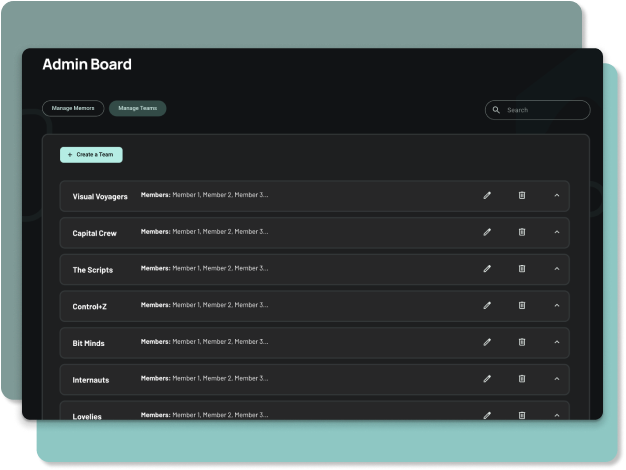 Admin Board
Manage Memors
Manage Teams
Search
+ Create a Team
Visual Voyagers Members: Member 1, Member 2, Member 3...
Capital Crew Members: Member 1, Member 2, Member 3...
The Scripts Members: Member 1, Member 2, Member 3...
Control+Z Members: Member 1, Member 2, Member 3...
Bit Minds Members: Member 1, Member 2, Member 3...
Internauts Members: Member 1, Member 2, Member 3...
Lovelies Members: Member 1, Member 2, Member 3...